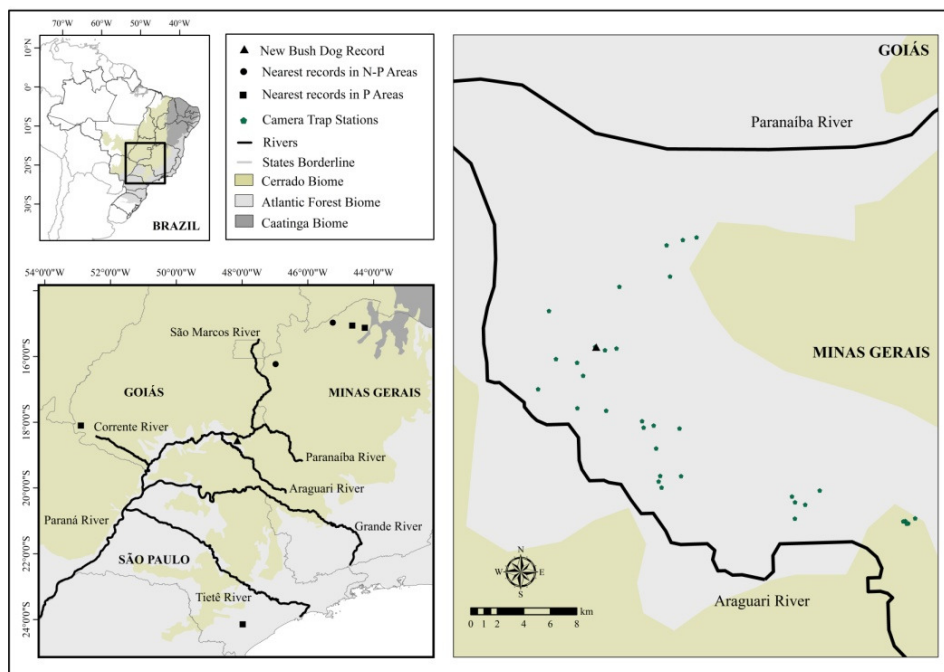 70°W 60°W 50°W 40°W
10°N
0°N
10°S
20°S
30°S
BRAZIL
New Bush Dog Record
Nearest records in N-P Areas
Nearest records in P Areas
Camera Trap Stations
Rivers
States Borderline
Cerrado Biome
Atlantic Forest Biome
Caatinga Biome
54°0'0"W 52°0'0"W 50°0'0"W 48°0'0"W 46°0'0"W 44°0'0"W
16°0'0"S
18°0'0"S
20°0'0"S
22°0'0"S
24°0'0"S
São Marcos River
GOIÁS
MINAS GERAIS
Corrente River
Paranaíba River
Araguari River
Paraná River
Grande River
SÃO PAULO
Tietê River
GOIÁS
Paranaíba River
MINAS GERAIS
N
W E
S
0 1 2 4 6 8
km
Araguari River